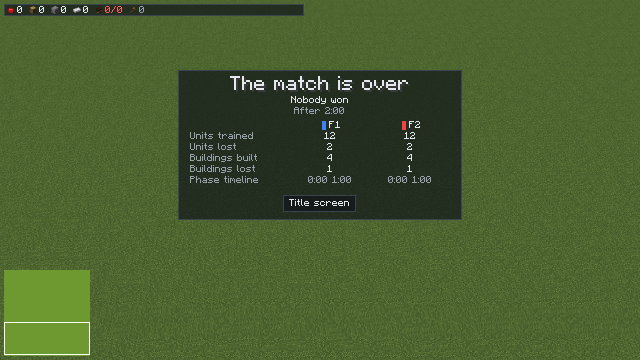 0 0 0 0 0/0 0
The match is over
Nobody won
After 2:00
F1 F2
Units trained 12 12
Units lost 2 2
Buildings built 4 4
Buildings lost 1 1
Phase timeline 0:00 1:00 0:00 1:00
Title screen